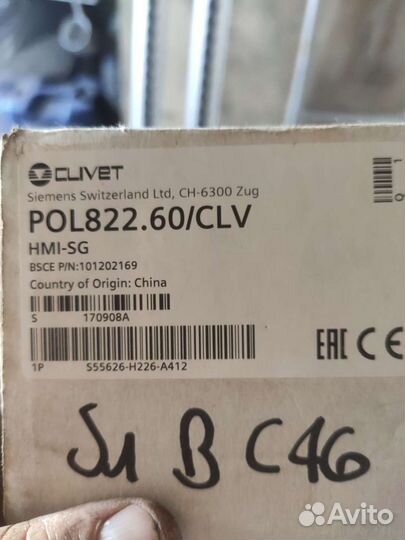 CLIVET
Siemens Switzerland Ltd, CH-6300 Zug
POL822.60/CLV
HMI-SG
BSCE P/N:101202169
Country of Origin: China
S 170908A
EAC CE
1P S55626-H226-A412
B C46
Avito